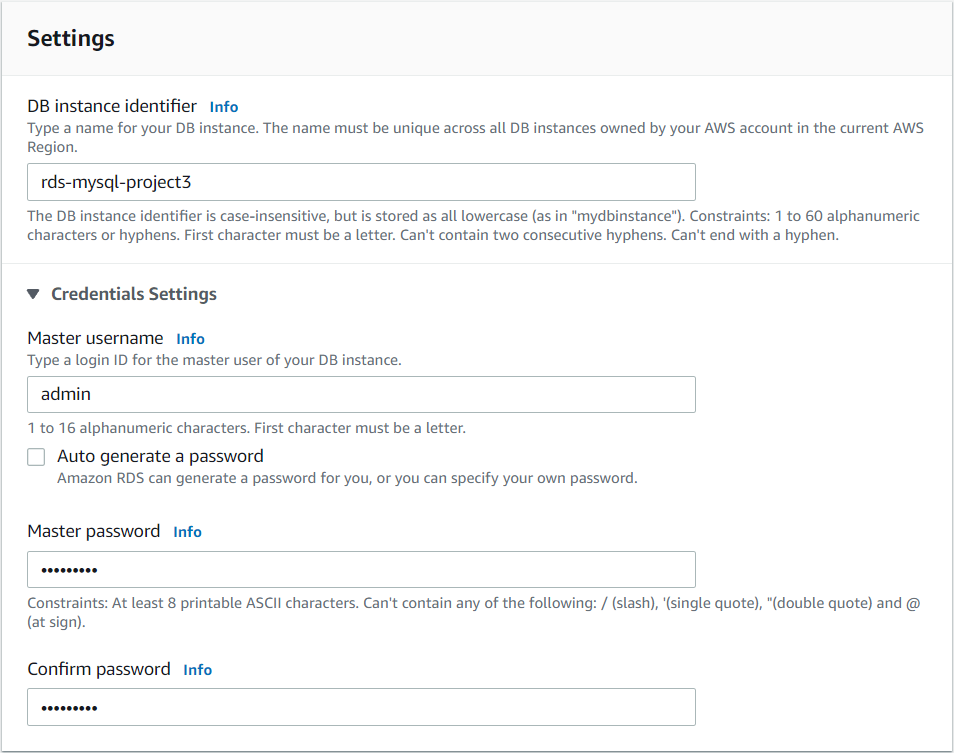 Settings
DB instance identifier Info
Type a name for your DB instance. The name must be unique across all DB instances owned by your AWS account in the current AWS
Region.
rds-mysql-project3
The DB instance identifier is case-insensitive, but is stored as all lowercase (as in "mydbinstance"). Constraints: 1 to 60 alphanumeric
characters or hyphens. First character must be a letter. Can't contain two consecutive hyphens. Can't end with a hyphen.
Credentials Settings
Master username Info
Type a login ID for the master user of your DB instance.
admin
1 to 16 alphanumeric characters. First character must be a letter.
Auto generate a password
Amazon RDS can generate a password for you, or you can specify your own password.
Master password Info
•••••••••
Constraints: At least 8 printable ASCII characters. Can't contain any of the following: / (slash), '(single quote), "(double quote) and @
(at sign).
Confirm password Info
•••••••••